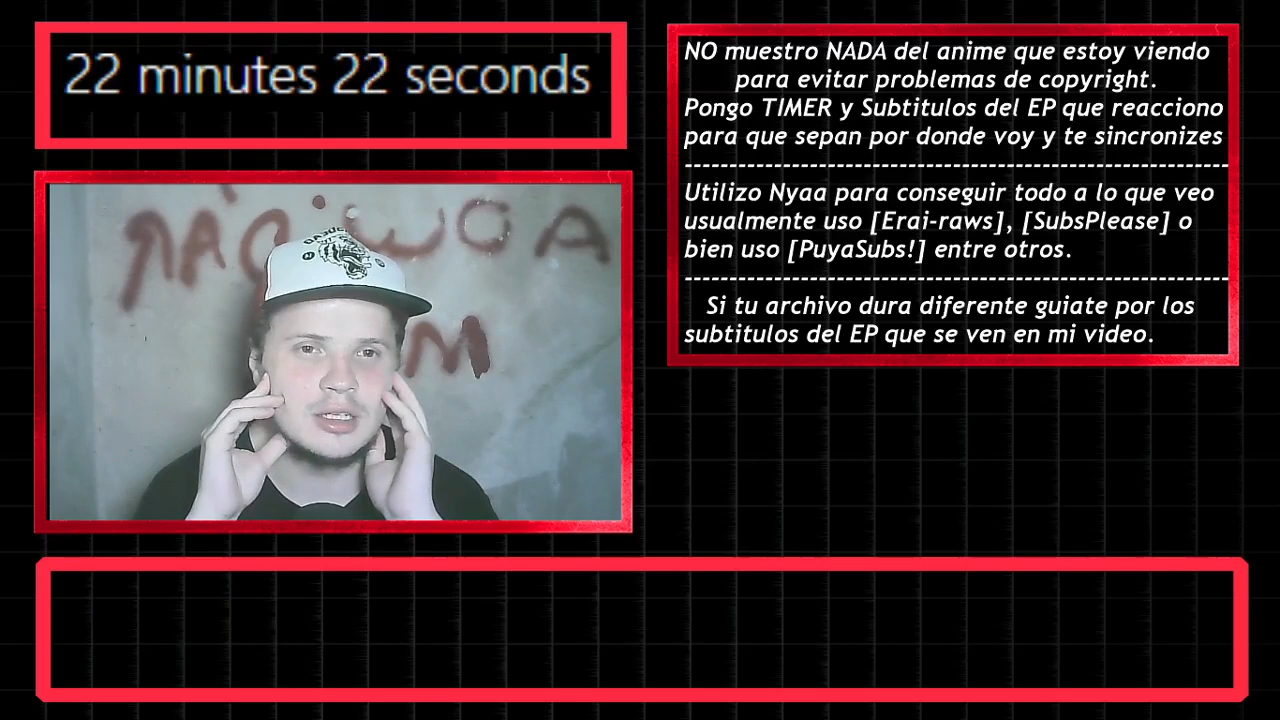 22 minutes 22 seconds
NO muestro NADA del anime que estoy viendo
para evitar problemas de copyright.
Pongo TIMER y Subtitulos del EP que reacciono
para que sepan por donde voy y te sincronizes
Utilizo Nyaa para conseguir todo a lo que veo
usualmente uso [Erai-raws], [SubsPlease] o
bien uso [PuyaSubs!] entre otros.
Si tu archivo dura diferente guiate por los
subtitulos del EP que se ven en mi video.